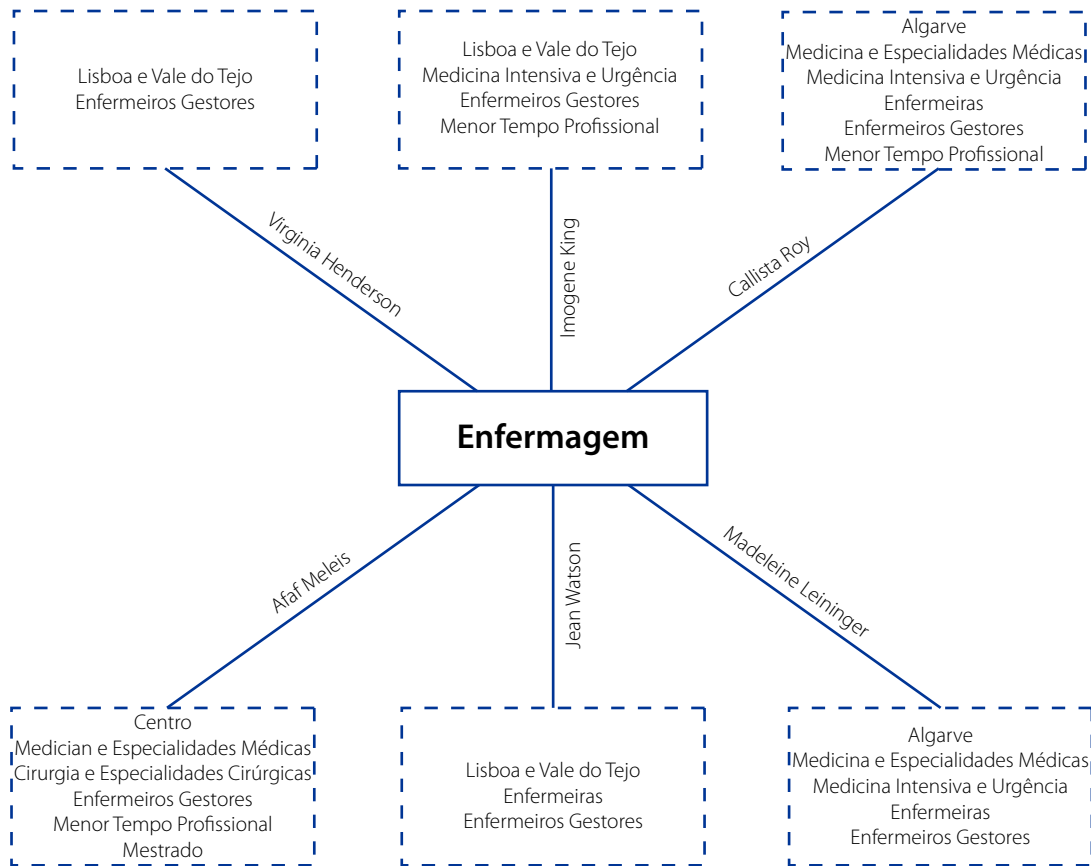 Lisboa e Vale do Tejo
Enfermeiros Gestores
Lisboa e Vale do Tejo
Medicina Intensiva e Urgência
Enfermeiros Gestores
Menor Tempo Profissional
Algarve
Medicina e Especialidades Médicas
Medicina Intensiva e Urgência
Enfermeiras
Enfermeiros Gestores
Menor Tempo Profissional
Virginia Henderson
Imogene King
Callista Roy
Enfermagem
Afaf Meleis
Jean Watson
Madeleine Leininger
Centro
Medician e Especialidades Médicas
Cirurgia e Especialidades Cirúrgicas
Enfermeiros Gestores
Menor Tempo Profissional
Mestrado
Lisboa e Vale do Tejo
Enfermeiras
Enfermeiros Gestores
Algarve
Medicina e Especialidades Médicas
Medicina Intensiva e Urgência
Enfermeiras
Enfermeiros Gestores